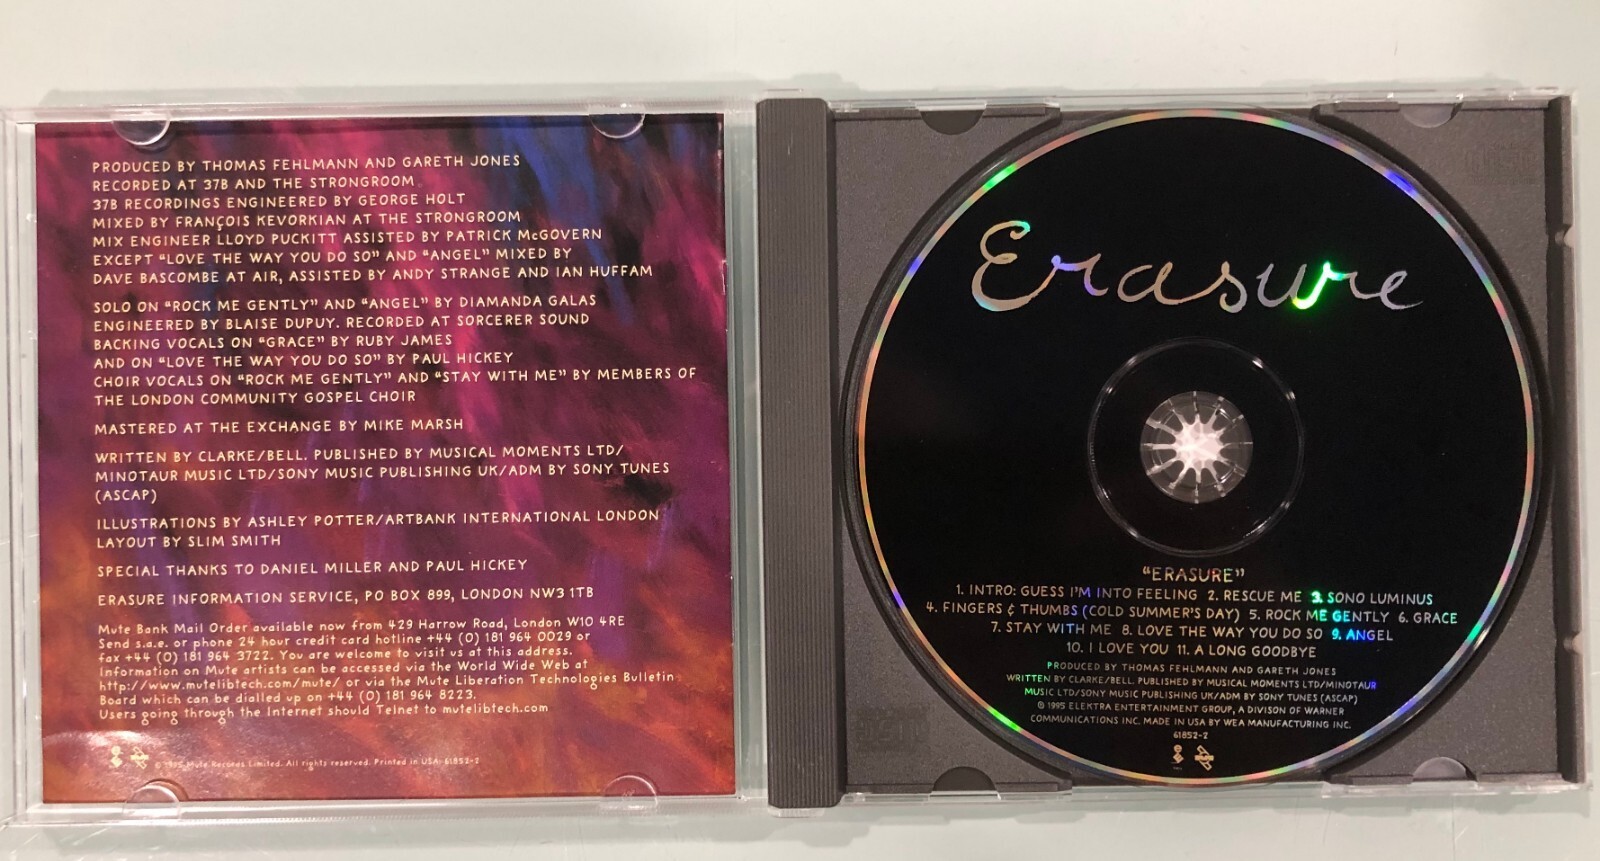 PRODUCED BY THOMAS FEHLMANN AND GARETH JONES
RECORDED AT 37B AND THE STRONGROOM
37B RECORDINGS ENGINEERED BY GEORGE HOLT
MIXED BY FRANÇOIS KEVORKIAN AT THE STRONGROOM
MIX ENGINEER LLOYD PUCKITT ASSISTED BY PATRICK McGOVERN
EXCEPT “LOVE THE WAY YOU DO SO” AND “ANGEL” MIXED BY
DAVE BASCOMBE AT AIR, ASSISTED BY ANDY STRANGE AND IAN HUFFAM
SOLO ON “ROCK ME GENTLY” AND “ANGEL” BY DIAMANDA GALAS
ENGINEERED BY BLAISE DUPUY. RECORDED AT SORCERER SOUND
BACKING VOCALS ON “GRACE” BY RUBY JAMES
AND ON “LOVE THE WAY YOU DO SO” BY PAUL HICKEY
CHOIR VOCALS ON “ROCK ME GENTLY” AND “STAY WITH ME” BY MEMBERS OF
THE LONDON COMMUNITY GOSPEL CHOIR
MASTERED AT THE EXCHANGE BY MIKE MARSH
WRITTEN BY CLARKE/BELL. PUBLISHED BY MUSICAL MOMENTS LTD/
MINOTAUR MUSIC LTD/SONY MUSIC PUBLISHING UK/ADM BY SONY TUNES
(ASCAP)
ILLUSTRATIONS BY ASHLEY POTTER/ARTBANK INTERNATIONAL LONDON
LAYOUT BY SLIM SMITH
SPECIAL THANKS TO DANIEL MILLER AND PAUL HICKEY
ERASURE INFORMATION SERVICE, PO BOX 899, LONDON NW3 1TB
Mute Bank Mail Order available now from 429 Harrow Road, London W10 4RE
Send s.a.e. or phone 24 hour credit card hotline +44 (0) 181 964 0029 or
fax +44 (0) 181 964 3722. You are welcome to visit us at this address.
Information on Mute artists can be accessed via the World Wide Web at
http://www.mutelibtech.com/mute/ or via the Mute Liberation Technologies Bulletin
Board which can be dialled up on +44 (0) 181 964 8223.
Users going through the Internet should Telnet to mutelibtech.com
© 1995 Mute Records Limited. All rights reserved. Printed in USA. 61852-2
Erasure
“ERASURE”
1. INTRO: GUESS I'M INTO FEELING 2. RESCUE ME 3. SONO LUMINUS
4. FINGERS & THUMBS (COLD SUMMER'S DAY) 5. ROCK ME GENTLY 6. GRACE
7. STAY WITH ME 8. LOVE THE WAY YOU DO SO 9. ANGEL
10. I LOVE YOU 11. A LONG GOODBYE
PRODUCED BY THOMAS FEHLMANN AND GARETH JONES
WRITTEN BY CLARKE/BELL. PUBLISHED BY MUSICAL MOMENTS LTD/MINOTAUR
MUSIC LTD/SONY MUSIC PUBLISHING UK/ADM BY SONY TUNES (ASCAP)
℗ 1995 ELEKTRA ENTERTAINMENT GROUP, A DIVISON OF WARNER
COMMUNICATIONS INC. MADE IN USA BY WEA MANUFACTURING INC.
61852-2